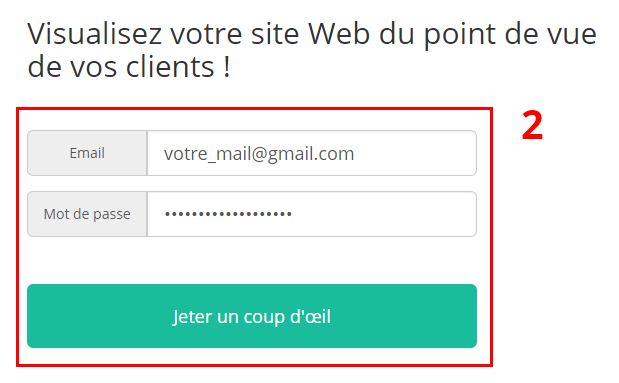 Visualisez votre site Web du point de vue
de vos clients !
2
Email
votre_mail@gmail.com
Mot de passe
•••••••••••••••••••
Jeter un coup d'œil